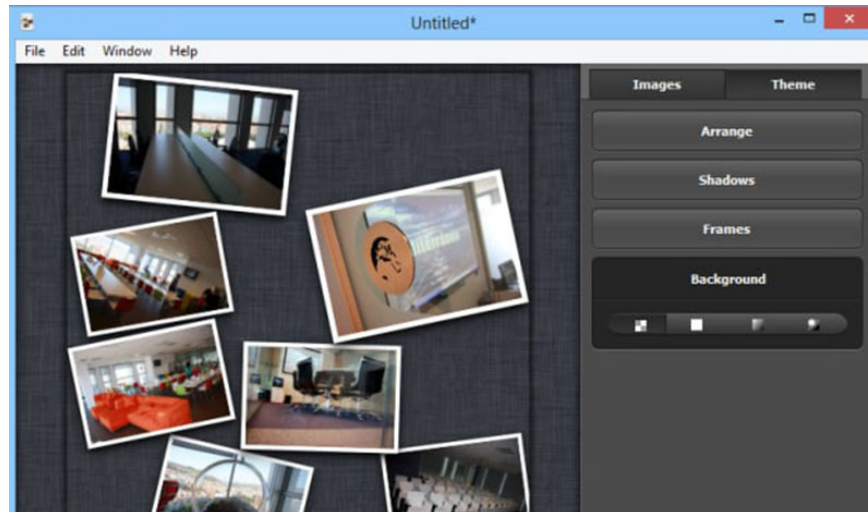 Untitled*
File Edit Window Help
Images Theme
Arrange
Shadows
Frames
Background